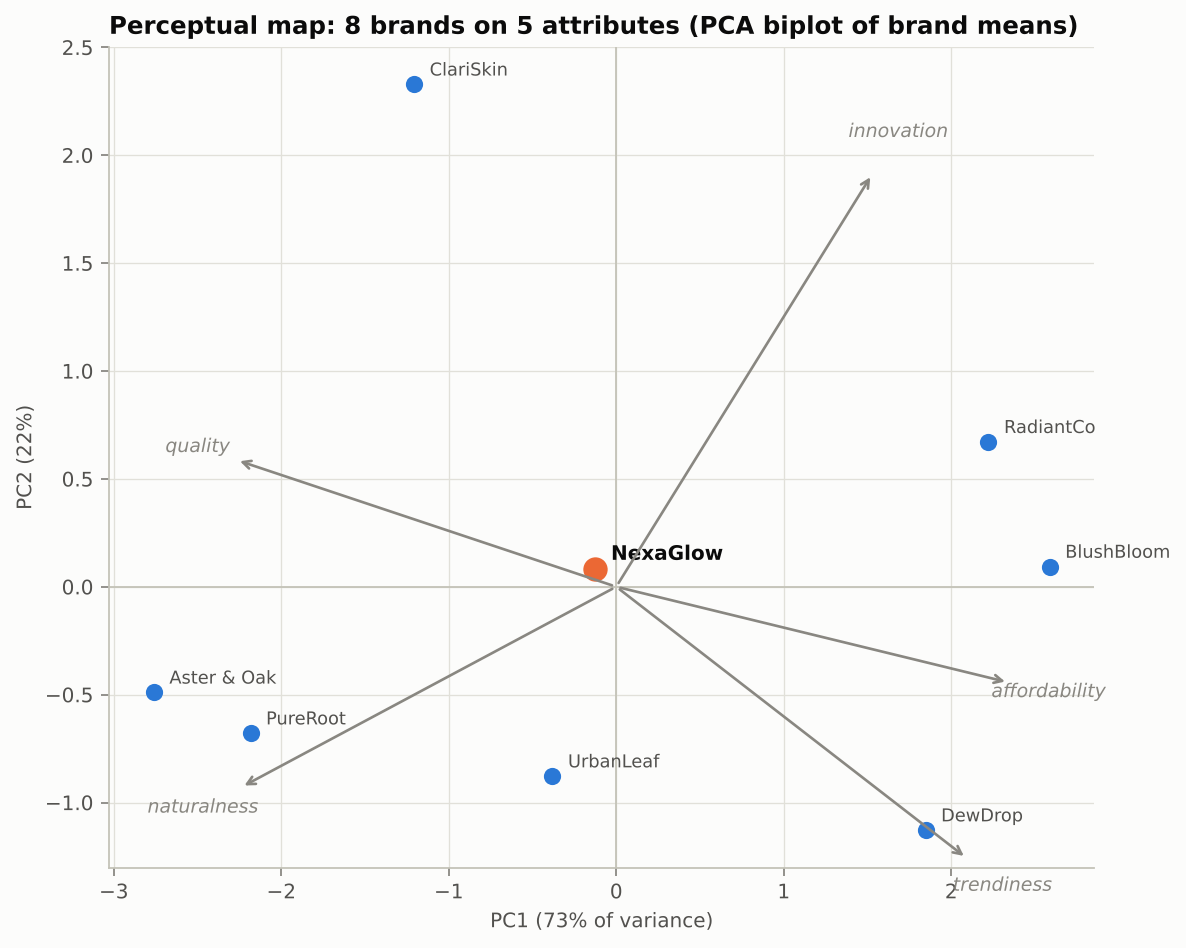 Perceptual map: 8 brands on 5 attributes (PCA biplot of brand means)
2.5
ClariSkin
innovation
2.0
1.5
1.0
RadiantCo
quality
0.5
NexaGlow
BlushBloom
0.0
Aster & Oak
affordability
−0.5
PureRoot
UrbanLeaf
naturalness
−1.0
DewDrop
trendiness
−3
−2
−1
0
1
2
PC1 (73% of variance)
PC2 (22%)